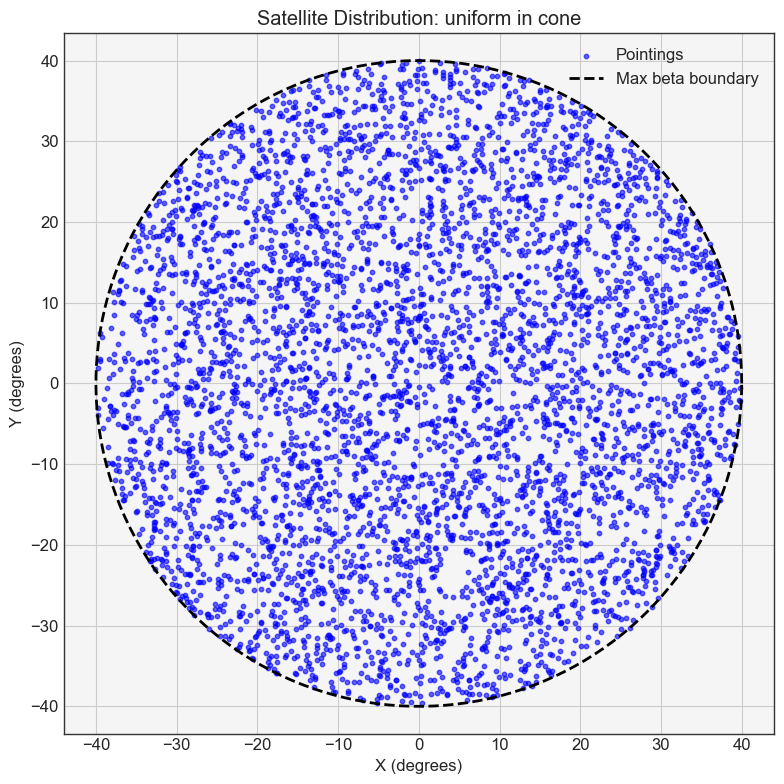 Satellite Distribution: uniform in cone
Pointings
Max beta boundary
40
30
20
10
0
−10
−20
−30
−40
Y (degrees)
−40 −30 −20 −10 0 10 20 30 40
X (degrees)